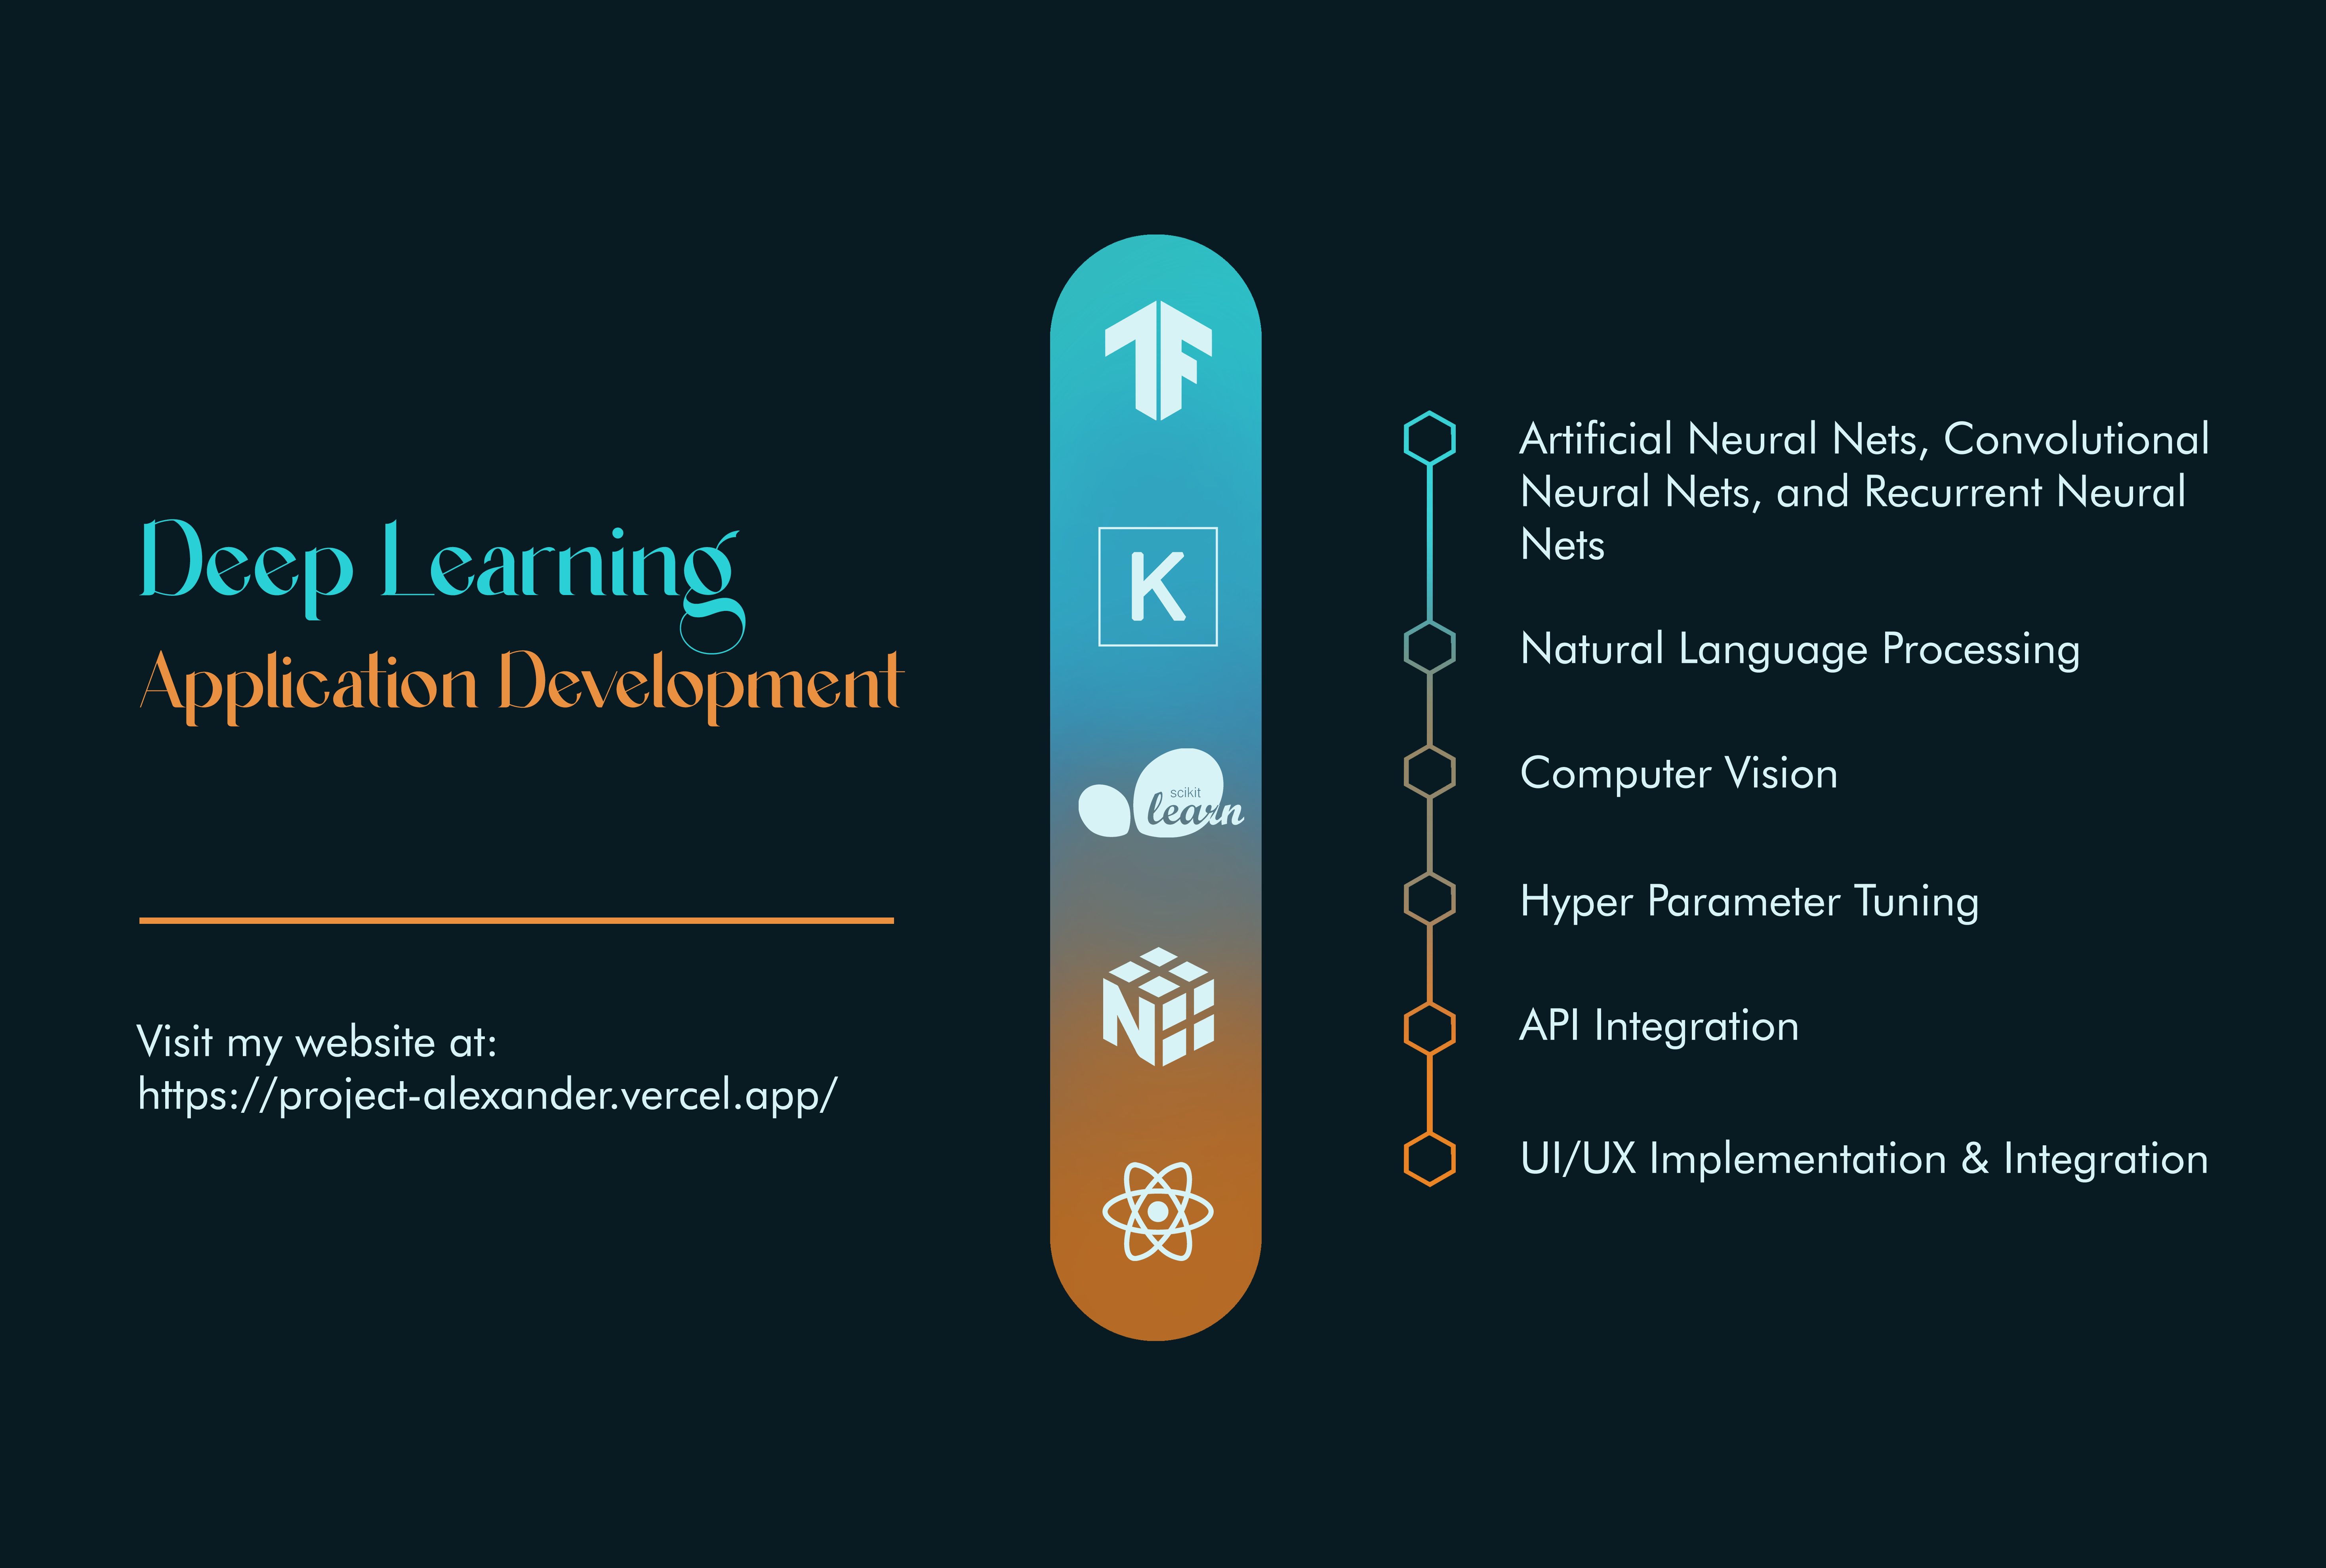 Deep Learning
Application Development
Visit my website at:
https://project-alexander.vercel.app/
K
scikit
learn
Artificial Neural Nets, Convolutional
Neural Nets, and Recurrent Neural
Nets
Natural Language Processing
Computer Vision
Hyper Parameter Tuning
API Integration
UI/UX Implementation & Integration